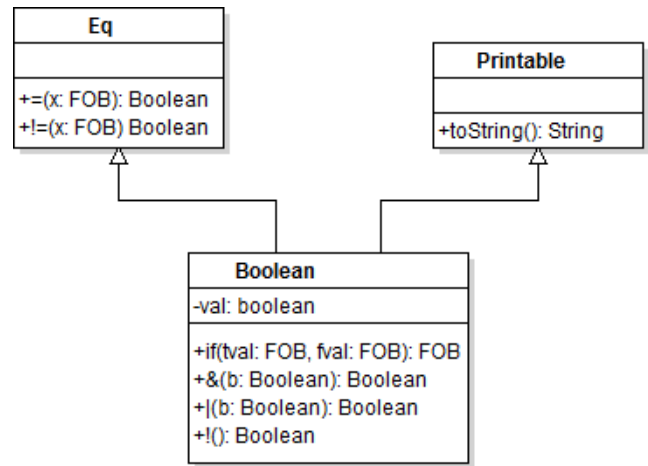 Eq
+=(x: FOB): Boolean
+!=(x: FOB) Boolean
Printable
+toString(): String
Boolean
-val: boolean
+if(tval: FOB, fval: FOB): FOB
+&(b: Boolean): Boolean
+|(b: Boolean): Boolean
+!(): Boolean